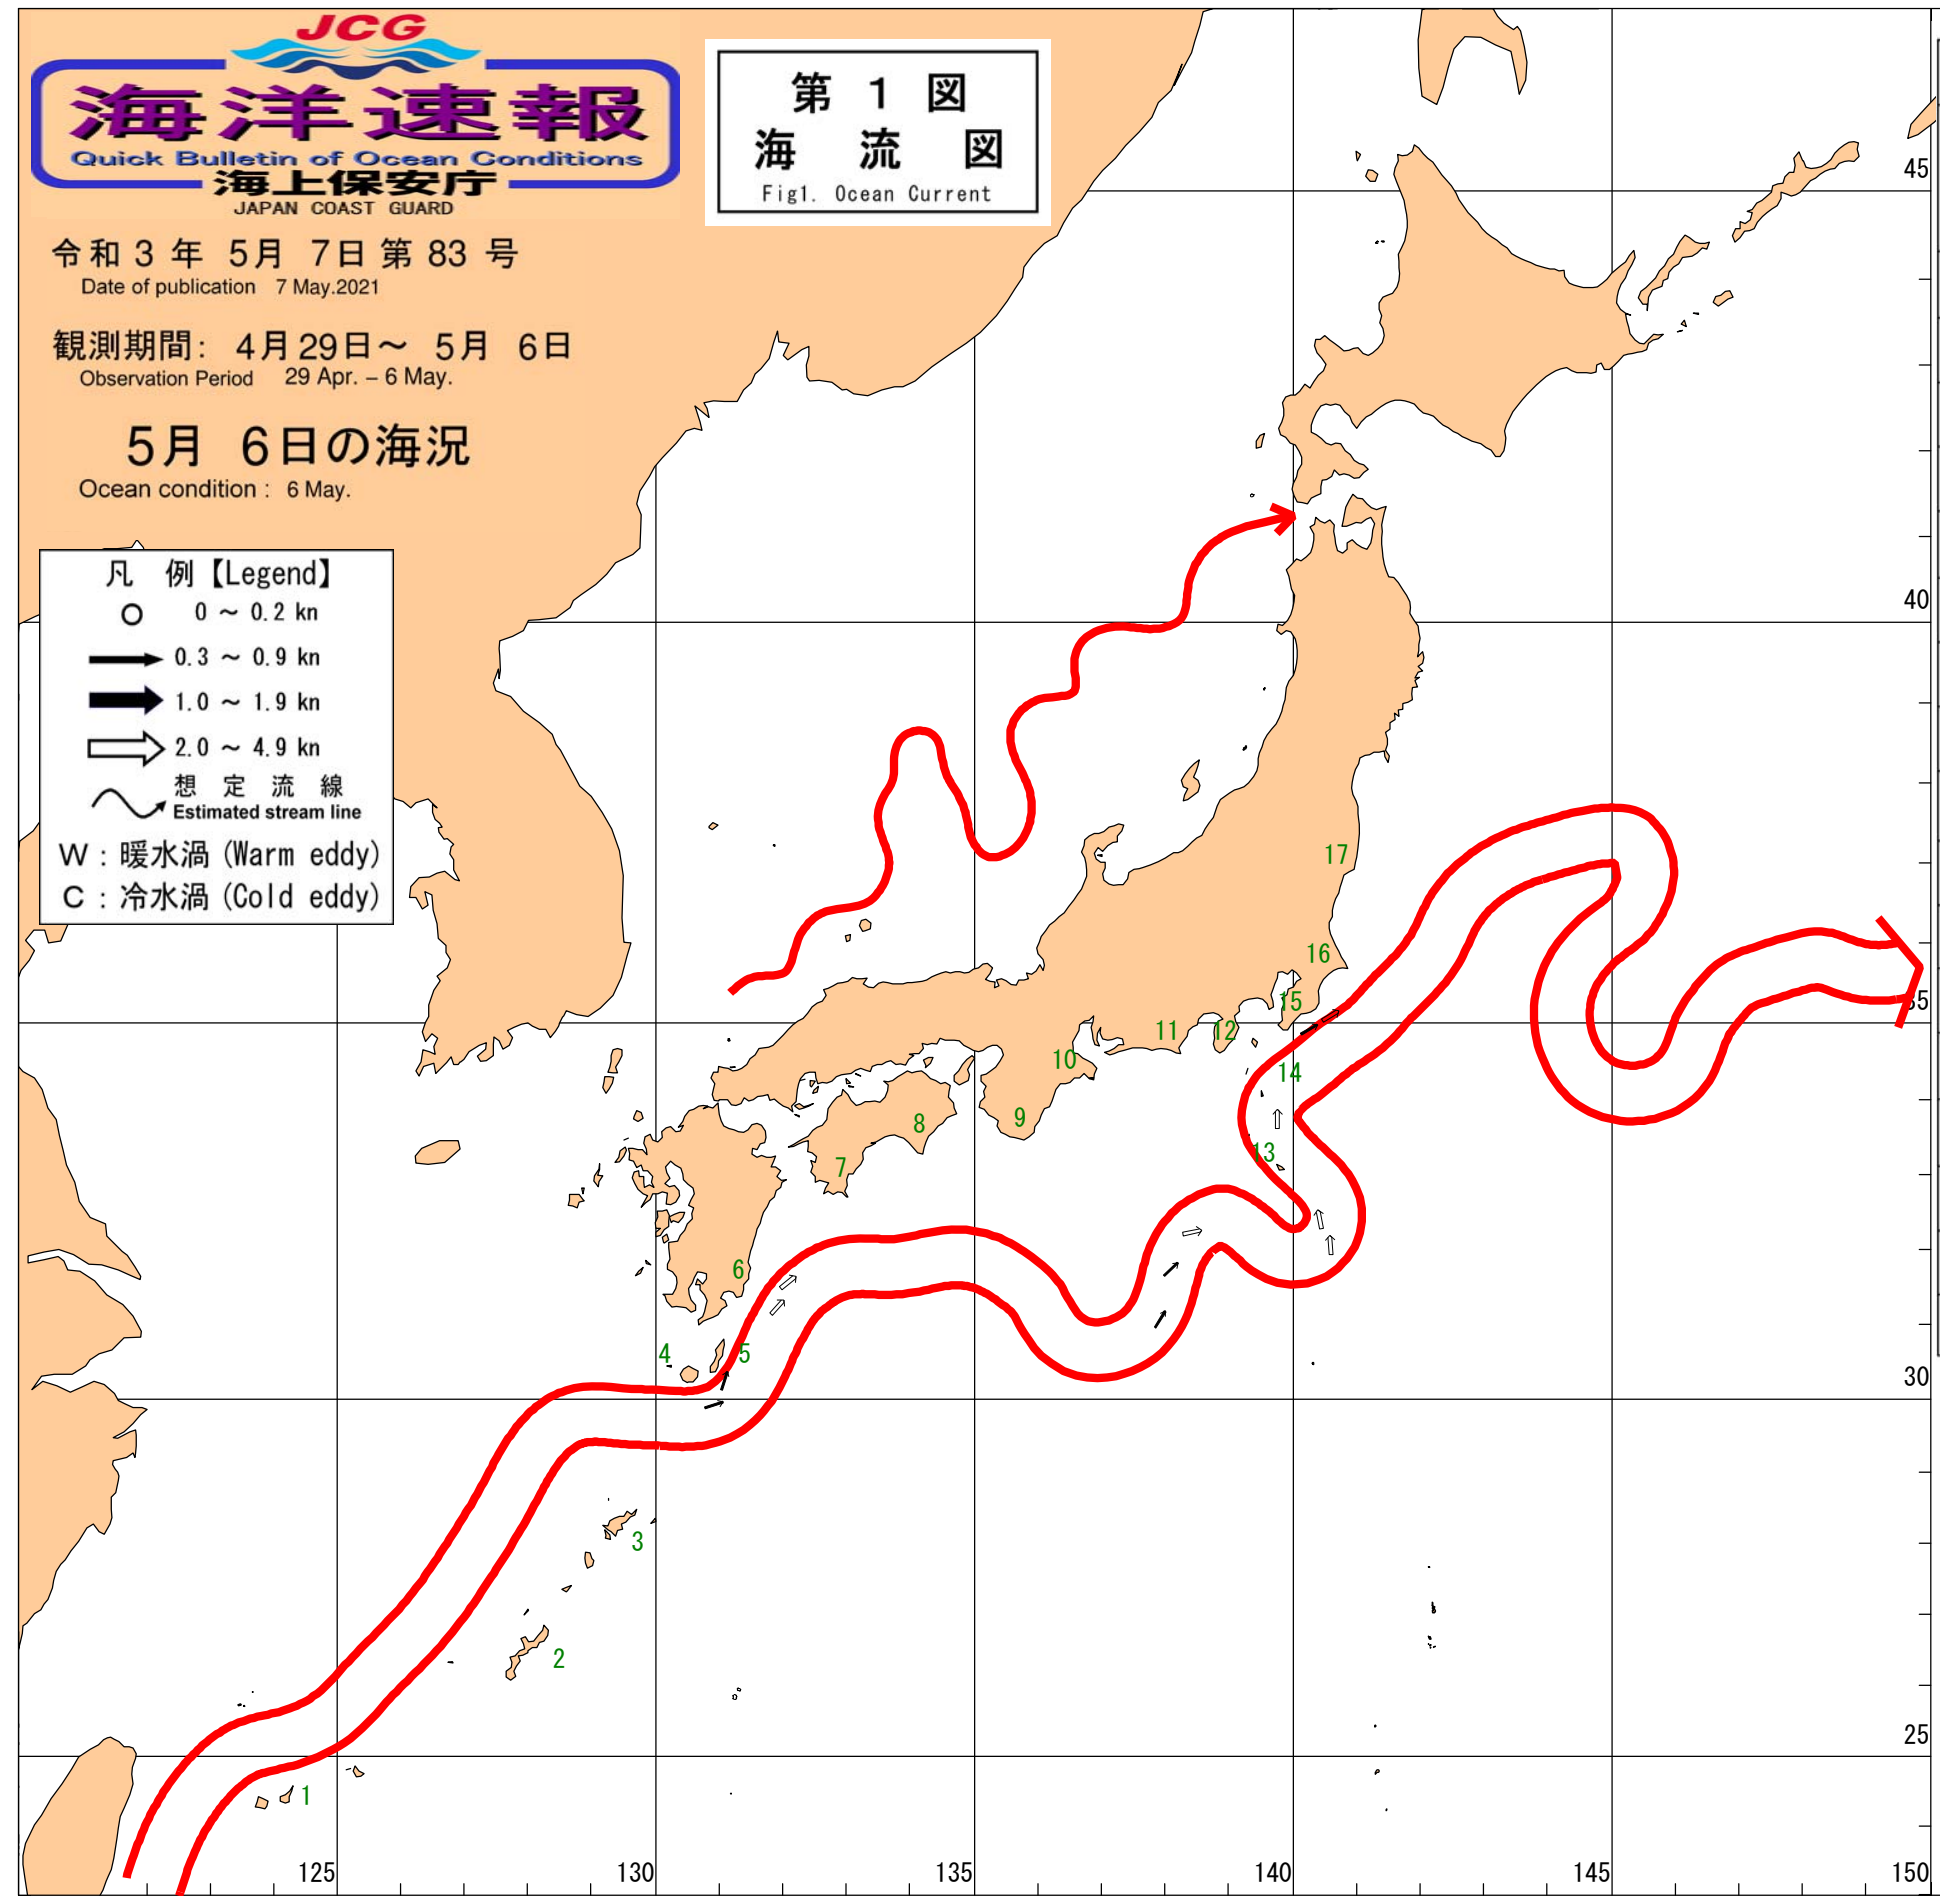 JCG
海洋速報
Quick Bulletin of Ocean Conditions
海上保安庁
JAPAN COAST GUARD
第 1 図
海 流 図
Fig1. Ocean Current
令和 3 年 5月 7日 第 83 号
Date of publication 7 May.2021
観測期間: 4月29日～ 5月 6日
Observation Period 29 Apr. – 6 May.
5月 6日の海況
Ocean condition : 6 May.
凡 例【Legend】
0 ～ 0.2 kn
0.3 ～ 0.9 kn
1.0 ～ 1.9 kn
2.0 ～ 4.9 kn
想 定 流 線
Estimated stream line
W : 暖水渦 (Warm eddy)
C : 冷水渦 (Cold eddy)
45
40
17
16
15
35
11
12
10
14
9
8
13
7
6
4
5
30
3
2
25
1
125
130
135
140
145
150